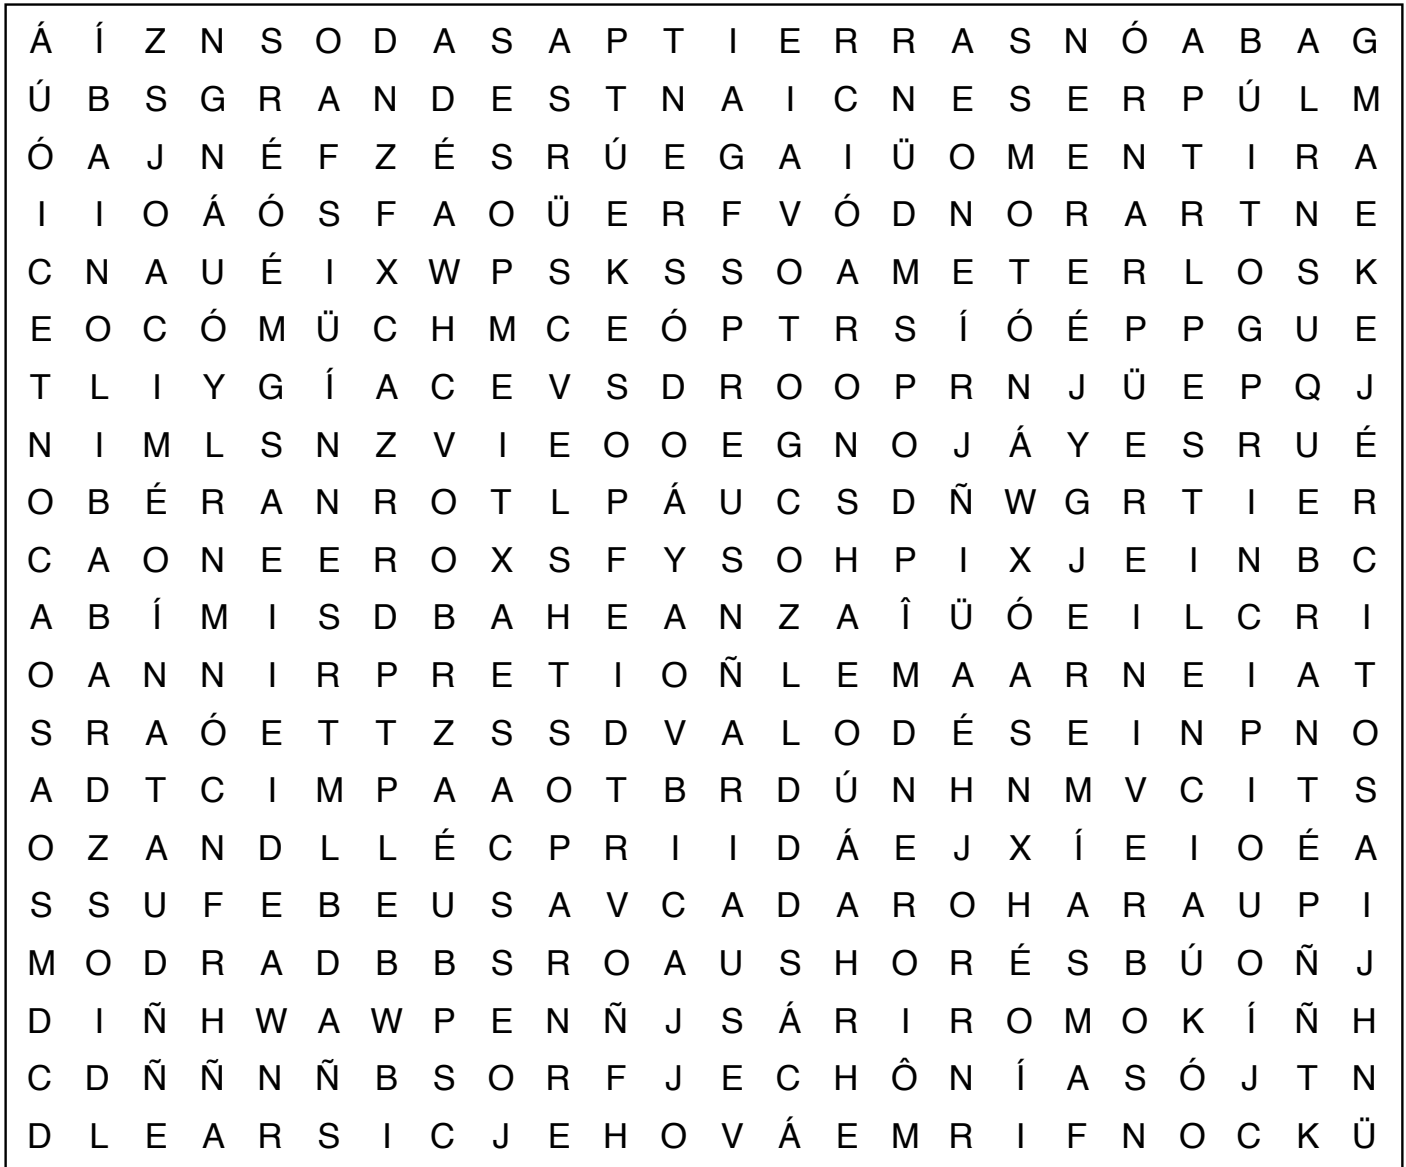 Á Í Z N S O D A S A P T I E R R A S N Ó A B A G
Ú B S G R A N D E S T N A I C N E S E R P Ú L M
Ó A J N É F Z É S R Ú E G A I Ü O M E N T I R A
I I O Á Ó S F A O Ü E R F V Ó D N O R A R T N E
C N A U É I X W P S K S S O A M E T E R L O S K
E O C Ó M Ü C H M C E Ó P T R S Í Ó É P P G U E
T L I Y G Í A C E V S D R O O P R N J Ü E P Q J
N I M L S N Z V I E O O E G N O J Á Y E S R U É
O B É R A N R O T L P Á U C S D Ñ W G R T I E R
C A O N E E R O X S F Y S O H P I X J E I N B C
A B Í M I S D B A H E A N Z A Î Ü Ó E I L C R I
O A N N I R P R E T I O Ñ L E M A A R N E I A T
S R A Ó E T T Z S S D V A L O D É S E I N P N O
A D T C I M P A A O T B R D Ú N H N M V C I T S
O Z A N D L L É C P R I I D Á E J X Í E I O É A
S S U F E B E U S A V C A D A R O H A R A U P I
M O D R A D B B S R O A U S H O R É S B Ú O Ñ J
D I Ñ H W A W P E N Ñ J S Á R I R O M O K Í Ñ H
C D Ñ Ñ N Ñ B S O R F J E C H Ô N Í A S Ó J T N
D L E A R S I C J E H O V Á E M R I F N O C K Ü